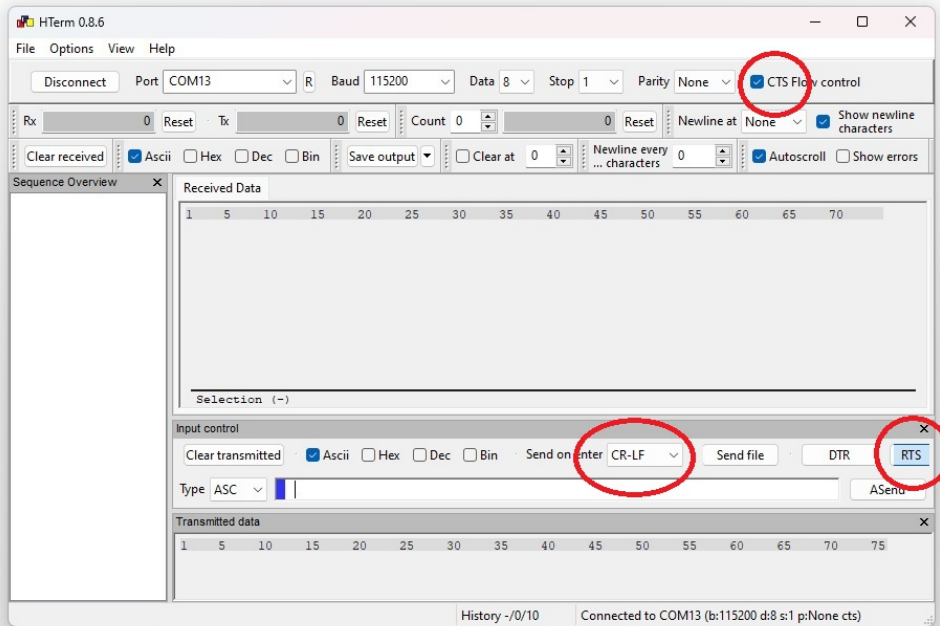 HTerm 0.8.6
File Options View Help
Disconnect Port COM13 R Baud 115200 Data 8 Stop 1 Parity None CTS Flow control
Rx 0 Reset Tx 0 Reset Count 0 0 Reset Newline at None Show newline characters
Clear received Ascii Hex Dec Bin Save output Clear at 0 Newline every ... characters 0 Autoscroll Show errors
Sequence Overview
Received Data
1 5 10 15 20 25 30 35 40 45 50 55 60 65 70
Selection (-)
Input control
Clear transmitted Ascii Hex Dec Bin Send on enter CR-LF Send file DTR RTS
Type ASC ASend
Transmitted data
1 5 10 15 20 25 30 35 40 45 50 55 60 65 70 75
History -/0/10 Connected to COM13 (b:115200 d:8 s:1 p:None cts)